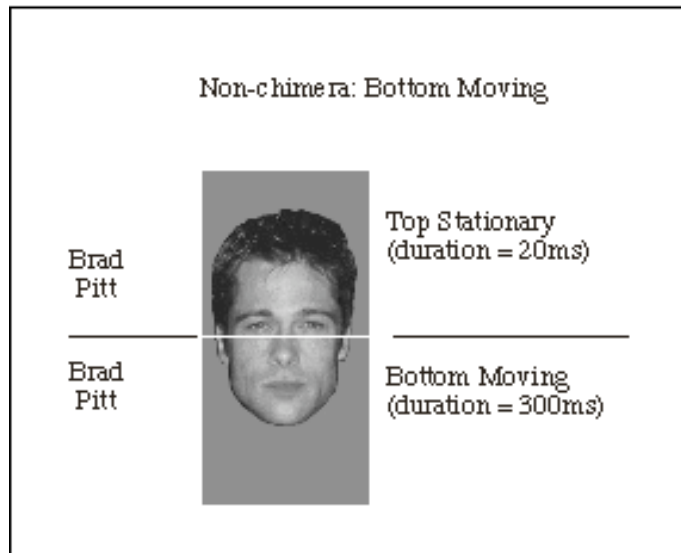 Non-chimera: Bottom Moving
Brad
Pitt
Top Stationary
(duration = 20ms)
Brad
Pitt
Bottom Moving
(duration = 300ms)